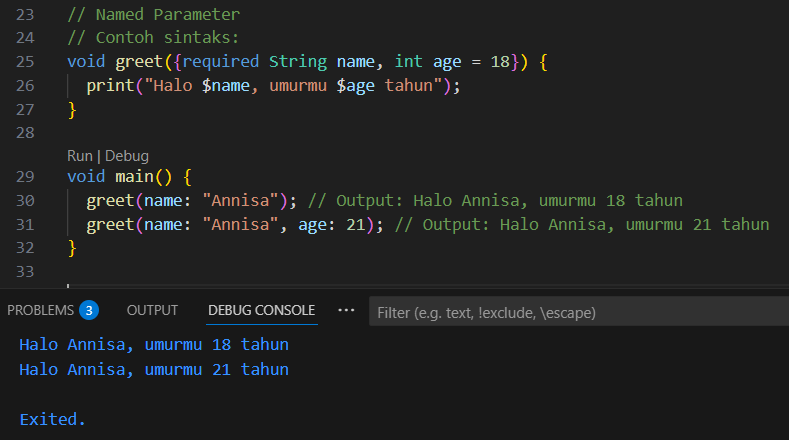 23 // Named Parameter
24 // Contoh sintaks:
25 void greet({required String name, int age = 18}) {
26 print("Halo $name, umurmu $age tahun");
27 }
28
Run | Debug
29 void main() {
30 greet(name: "Annisa"); // Output: Halo Annisa, umurmu 18 tahun
31 greet(name: "Annisa", age: 21); // Output: Halo Annisa, umurmu 21 tahun
32 }
33
PROBLEMS 3 OUTPUT DEBUG CONSOLE ··· Filter (e.g. text, !exclude, \escape)
Halo Annisa, umurmu 18 tahun
Halo Annisa, umurmu 21 tahun
Exited.